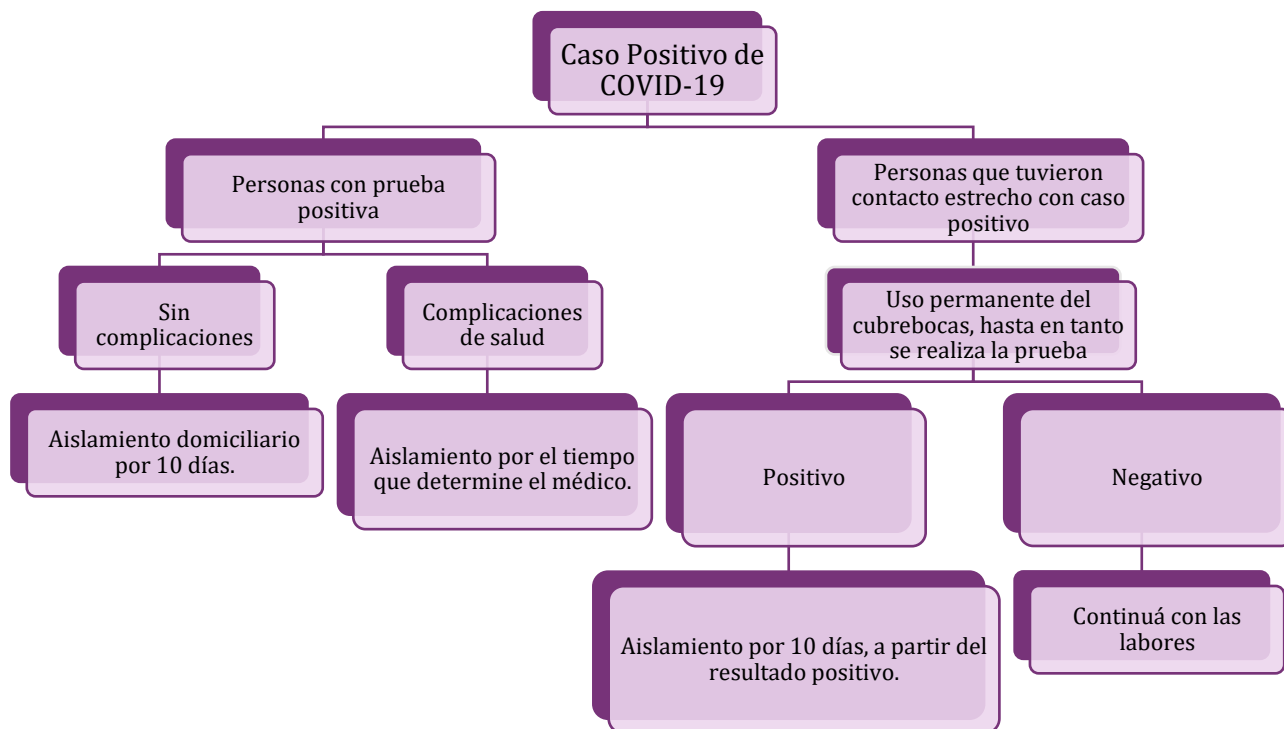 Caso Positivo de
COVID-19
Personas con prueba
positiva
Personas que tuvieron
contacto estrecho con caso
positivo
Sin
complicaciones
Complicaciones
de salud
Uso permanente del
cubrebocas, hasta en tanto
se realiza la prueba
Aislamiento domiciliario
por 10 días.
Aislamiento por el tiempo
que determine el médico.
Positivo
Negativo
Aislamiento por 10 días, a partir del
resultado positivo.
Continuá con las
labores